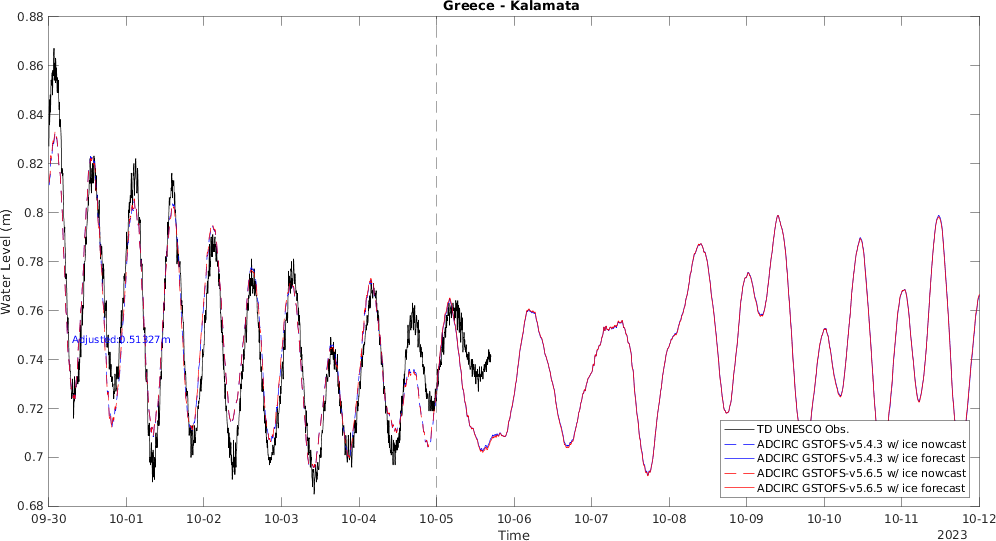 Greece - Kalamata
0.88
0.86
0.84
0.82
0.8
0.78
0.76
0.74
0.72
0.7
0.68
Water Level (m)
Adjusted:0.51327m
TD UNESCO Obs.
ADCIRC GSTOFS-v5.4.3 w/ ice nowcast
ADCIRC GSTOFS-v5.4.3 w/ ice forecast
ADCIRC GSTOFS-v5.6.5 w/ ice nowcast
ADCIRC GSTOFS-v5.6.5 w/ ice forecast
09-30 10-01 10-02 10-03 10-04 10-05 10-06 10-07 10-08 10-09 10-10 10-11 10-12
Time
2023